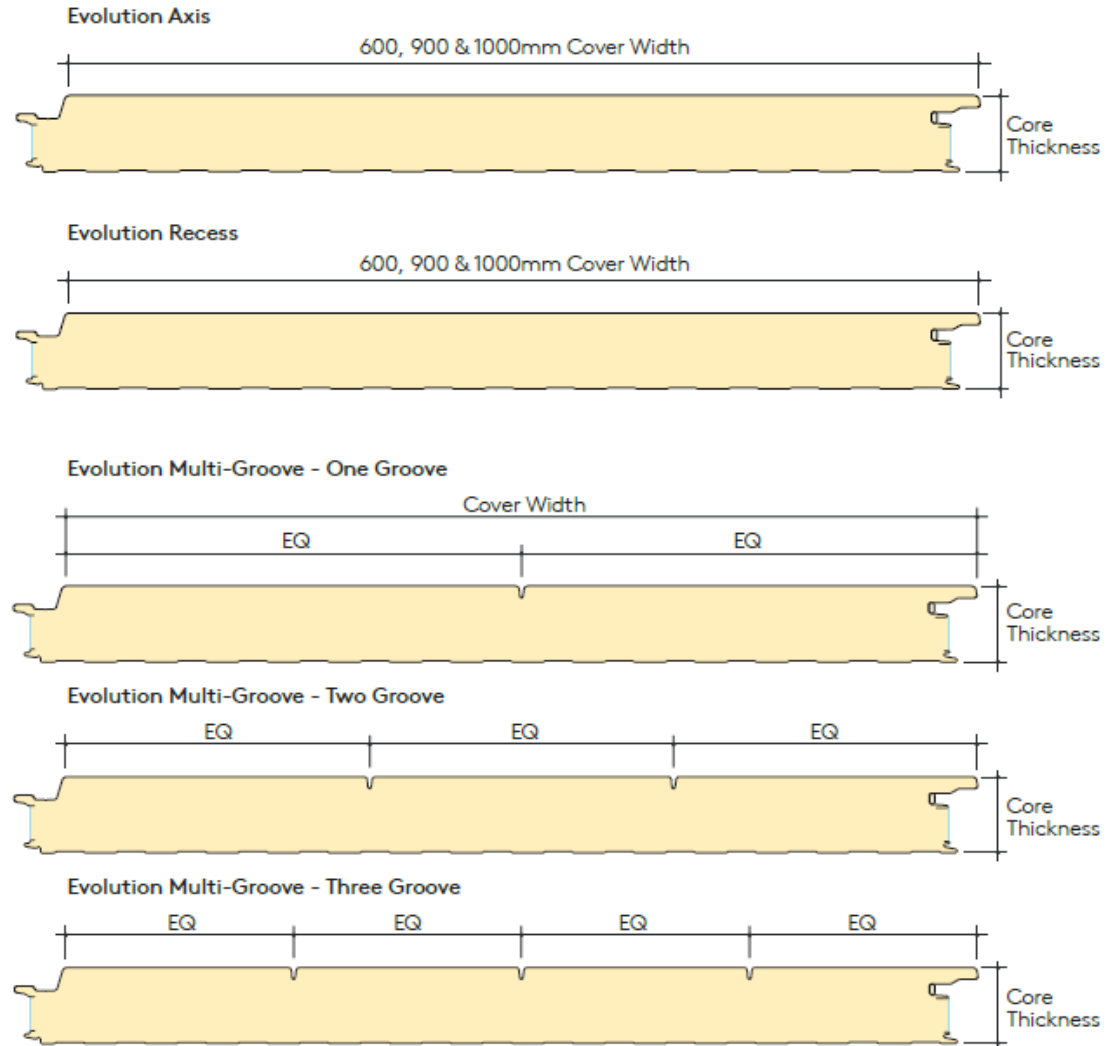 Evolution Axis
600, 900 & 1000mm Cover Width
Core
Thickness
Evolution Recess
600, 900 & 1000mm Cover Width
Core
Thickness
Evolution Multi-Groove - One Groove
Cover Width
EQ EQ
Core
Thickness
Evolution Multi-Groove - Two Groove
EQ EQ EQ
Core
Thickness
Evolution Multi-Groove - Three Groove
EQ EQ EQ EQ
Core
Thickness